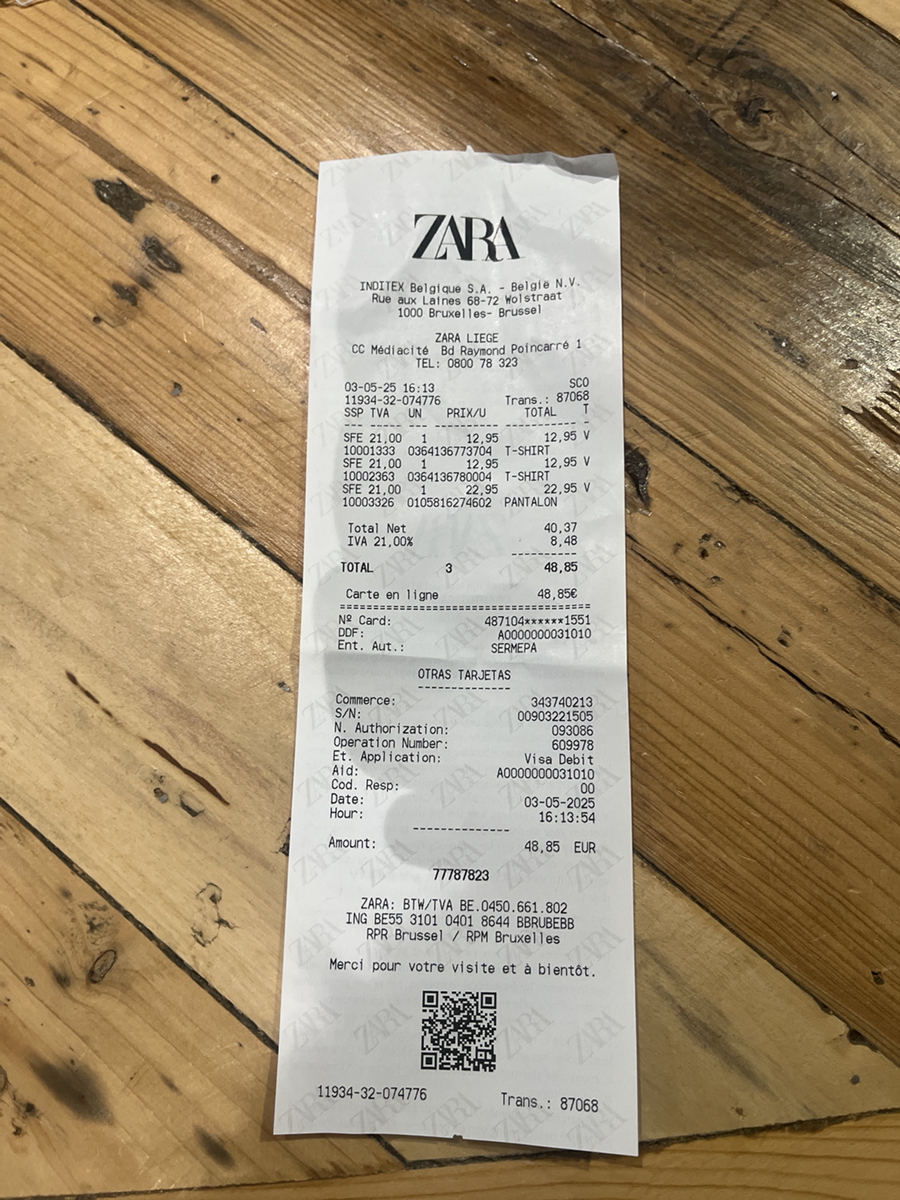 ZARA
INDITEX Belgique S.A. - België N.V.
Rue aux Laines 68-72 Wolstraat
1000 Bruxelles- Brussel
ZARA LIEGE
CC Médiacité Bd Raymond Poincarré 1
TEL: 0800 78 323
03-05-25 16:13 SCO
11934-32-074776 Trans.: 87068
SSP TVA UN PRIX/U TOTAL T
--- ----- --- ---------- ----------- -
SFE 21,00 1 12,95 12,95 V
10001333 0364136773704 T-SHIRT
SFE 21,00 1 12,95 12,95 V
10002363 0364136780004 T-SHIRT
SFE 21,00 1 22,95 22,95 V
10003326 0105816274602 PANTALON
Total Net 40,37
IVA 21,00% 8,48
----------
TOTAL 3 48,85
Carte en ligne 48,85€
========================================
Nº Card: 487104******1551
DDF: A0000000031010
Ent. Aut.: SERMEPA
OTRAS TARJETAS
--------------
Commerce: 343740213
S/N: 00903221505
N. Authorization: 093086
Operation Number: 609978
Et. Application: Visa Debit
Aid: A0000000031010
Cod. Resp: 00
Date: 03-05-2025
Hour: 16:13:54
--------------
Amount: 48,85 EUR
77787823
ZARA: BTW/TVA BE.0450.661.802
ING BE55 3101 0401 8644 BBRUBEBB
RPR Brussel / RPM Bruxelles
Merci pour votre visite et à bientôt.
11934-32-074776 Trans.: 87068